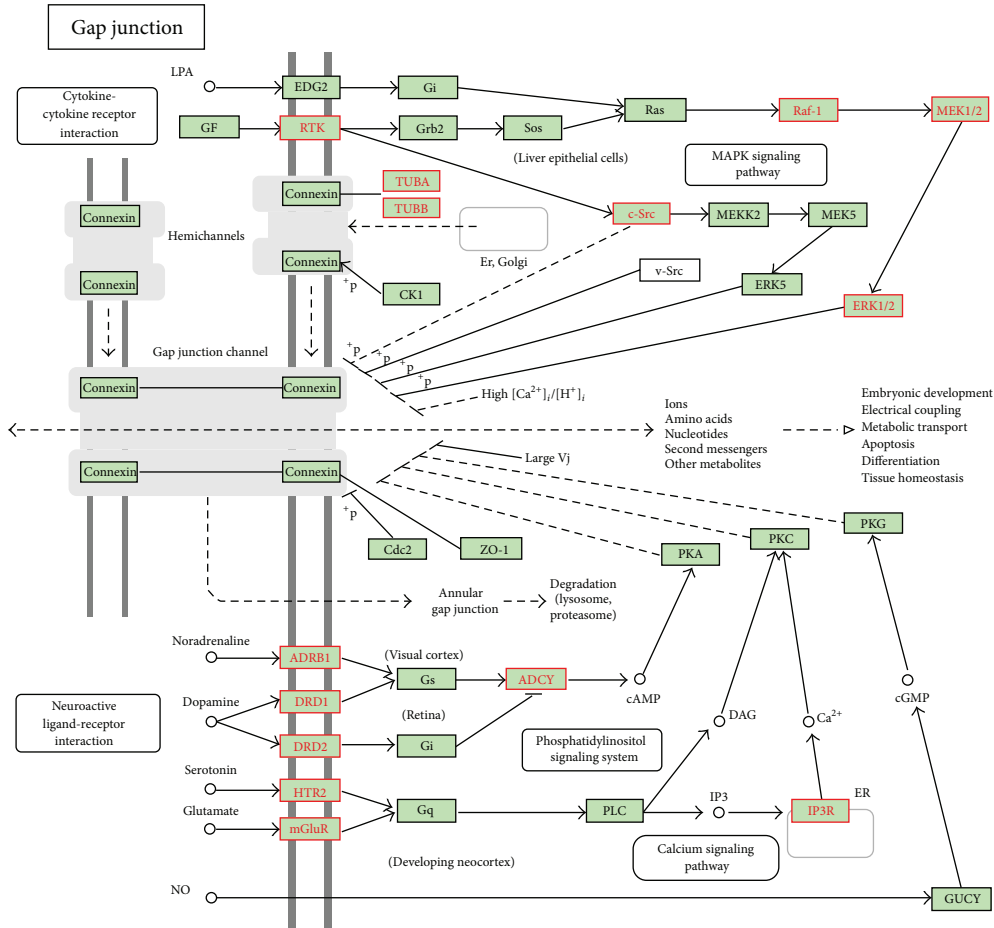 Gap junction
LPA
EDG2
Gi
Cytokine-
cytokine receptor
interaction
GF
RTK
Grb2
Sos
Ras
Raf-1
MEK1/2
(Liver epithelial cells)
MAPK signaling
pathway
Connexin
TUBA
TUBB
Connexin
Hemichannels
c-Src
MEKK2
MEK5
Er, Golgi
Connexin
Connexin
+p
CK1
v-Src
ERK5
ERK1/2
Gap junction channel
+p
+p
+p
+p
Connexin
Connexin
High [Ca2+]i/[H+]i
Ions
Amino acids
Nucleotides
Second messengers
Other metabolites
Embryonic development
Electrical coupling
Metabolic transport
Apoptosis
Differentiation
Tissue homeostasis
Large Vj
Connexin
Connexin
+p
Cdc2
ZO-1
PKA
PKC
PKG
Annular
gap junction
Degradation
(lysosome,
proteasome)
Noradrenaline
ADRB1
(Visual cortex)
Gs
ADCY
cAMP
cGMP
Neuroactive
ligand-receptor
interaction
Dopamine
DRD1
(Retina)
DRD2
Gi
DAG
Ca2+
Phosphatidylinositol
signaling system
Serotonin
HTR2
Glutamate
mGluR
Gq
PLC
IP3
IP3R
ER
Calcium signaling
pathway
(Developing neocortex)
NO
GUCY